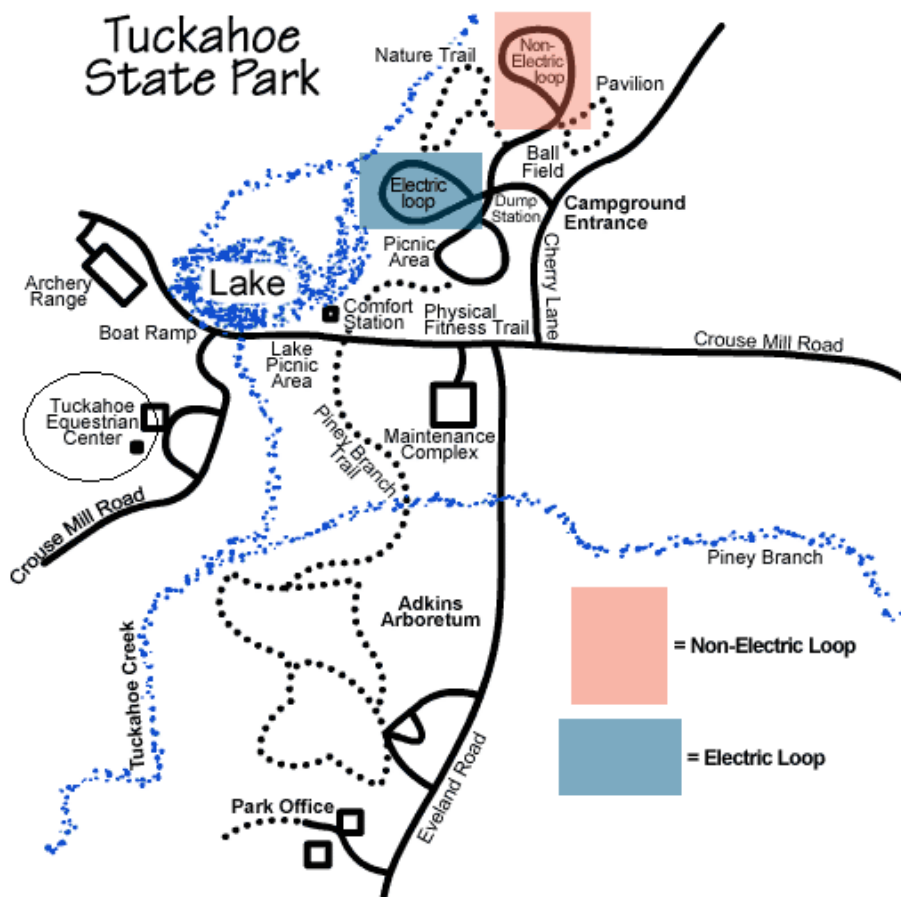 Tuckahoe
State Park
Nature Trail
Non-
Electric
loop
Pavilion
Ball
Field
Electric
loop
Dump
Station
Campground
Entrance
Picnic
Area
Cherry Lane
Archery
Range
Lake
Comfort
Station
Physical
Fitness Trail
Boat Ramp
Lake
Picnic
Area
Crouse Mill Road
Tuckahoe
Equestrian
Center
Piney Branch
Trail
Maintenance
Complex
Crouse Mill Road
Piney Branch
Adkins
Arboretum
= Non-Electric Loop
Tuckahoe Creek
= Electric Loop
Eveland Road
Park Office